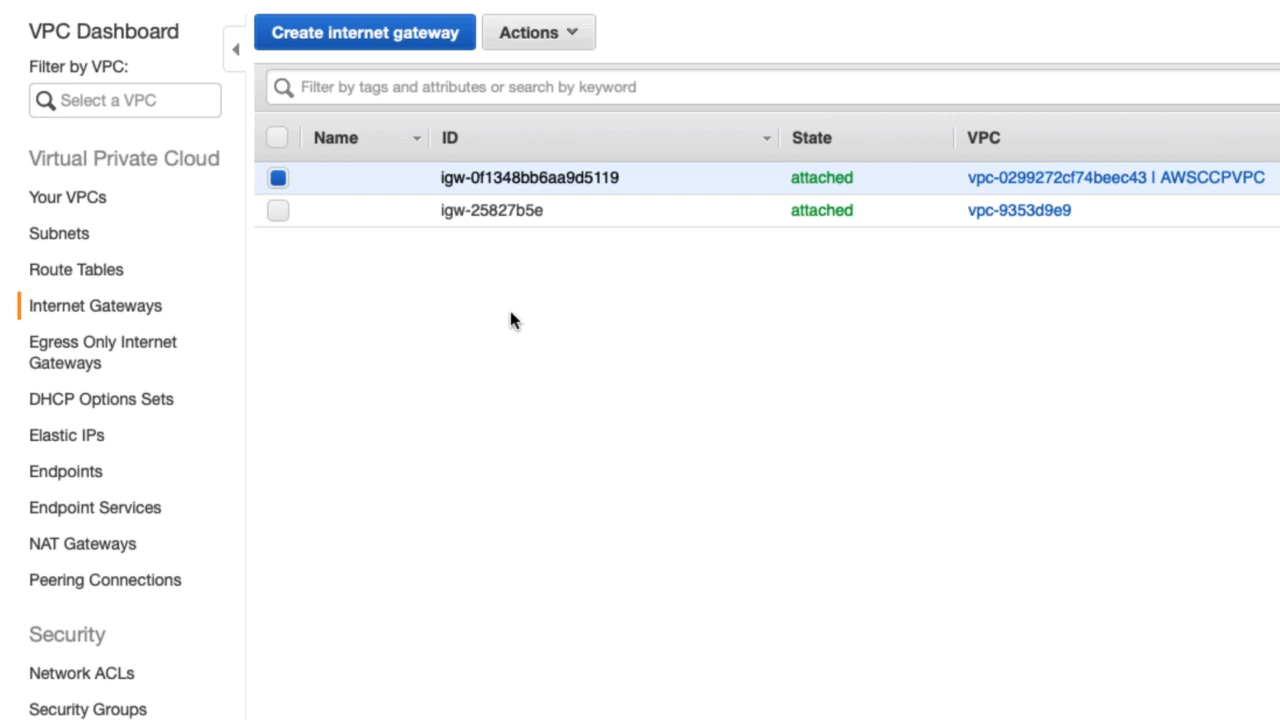 VPC Dashboard
Filter by VPC:
Select a VPC
Virtual Private Cloud
Your VPCs
Subnets
Route Tables
Internet Gateways
Egress Only Internet
Gateways
DHCP Options Sets
Elastic IPs
Endpoints
Endpoint Services
NAT Gateways
Peering Connections
Security
Network ACLs
Security Groups
Create internet gateway Actions
Filter by tags and attributes or search by keyword
Name ID State VPC
igw-0f1348bb6aa9d5119 attached vpc-0299272cf74beec43 | AWSCCPVPC
igw-25827b5e attached vpc-9353d9e9